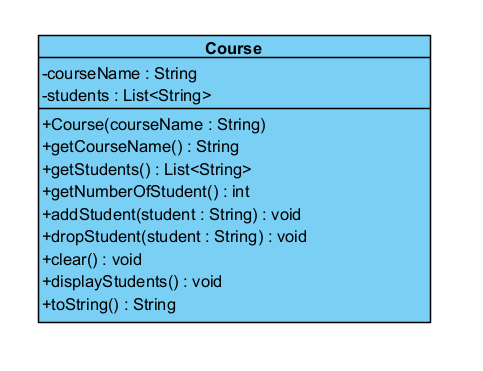 Course
-courseName : String
-students : List<String>
+Course(courseName : String)
+getCourseName() : String
+getStudents() : List<String>
+getNumberOfStudent() : int
+addStudent(student : String) : void
+dropStudent(student : String) : void
+clear() : void
+displayStudents() : void
+toString() : String